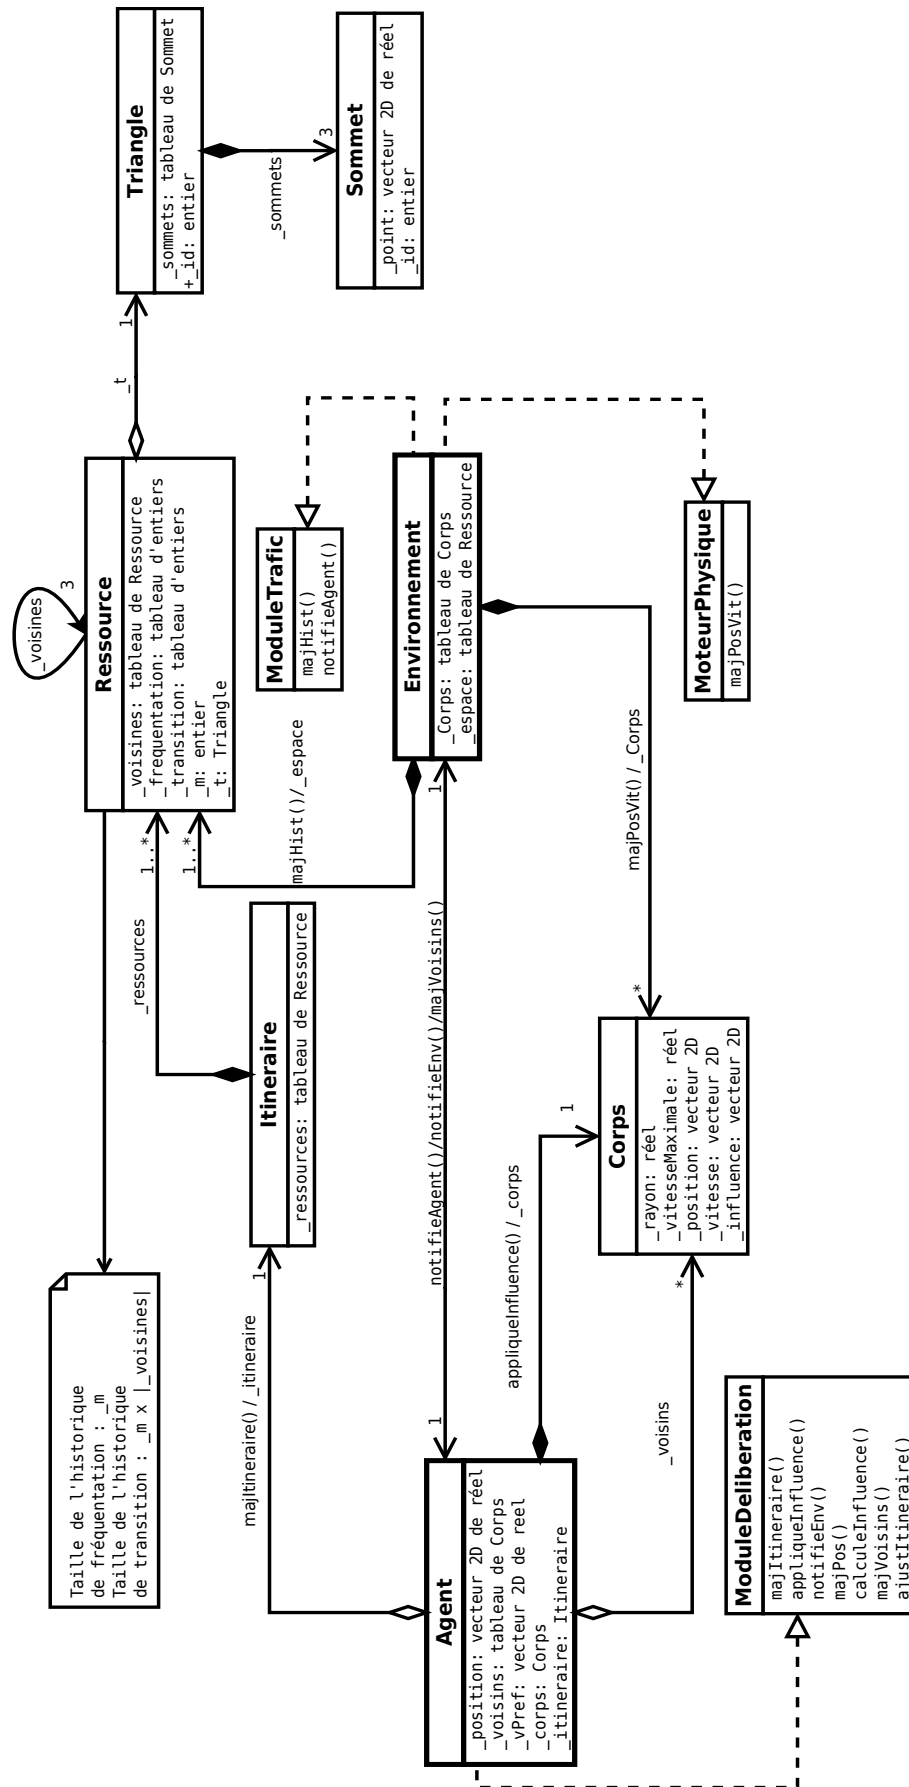 Taille de l'historique
de fréquentation : _m
Taille de l'historique
de transition : _m x |_voisines|
Ressource
_voisines: tableau de Ressource
_frequentation: tableau d'entiers
_transition: tableau d'entiers
_m: entier
_t: Triangle
_voisines
3
_t
1
Triangle
_sommets: tableau de Sommet
+_id: entier
_sommets
3
Sommet
_point: vecteur 2D de réel
_id: entier
1..*
_ressources
1..*
majHist()/_espace
Itineraire
_ressources: tableau de Ressource
majItineraire() / _itineraire
1
ModuleTrafic
majHist()
notifieAgent()
Environnement
_Corps: tableau de Corps
_espace: tableau de Ressource
1
notifieAgent()/notifieEnv()/majVoisins()
1
MoteurPhysique
majPosVit()
majPosVit() / _Corps
*
Agent
_position: vecteur 2D de réel
_voisins: tableau de Corps
_vPref: vecteur 2D de reel
_corps: Corps
_itineraire: Itineraire
appliqueInfluence() / _corps
1
Corps
_rayon: réel
_vitesseMaximale: réel
_position: vecteur 2D
_vitesse: vecteur 2D
_influence: vecteur 2D
_voisins
*
ModuleDeliberation
majItineraire()
appliqueInfluence()
notifieEnv()
majPos()
calculeInfluence()
majVoisins()
ajustItineraire()